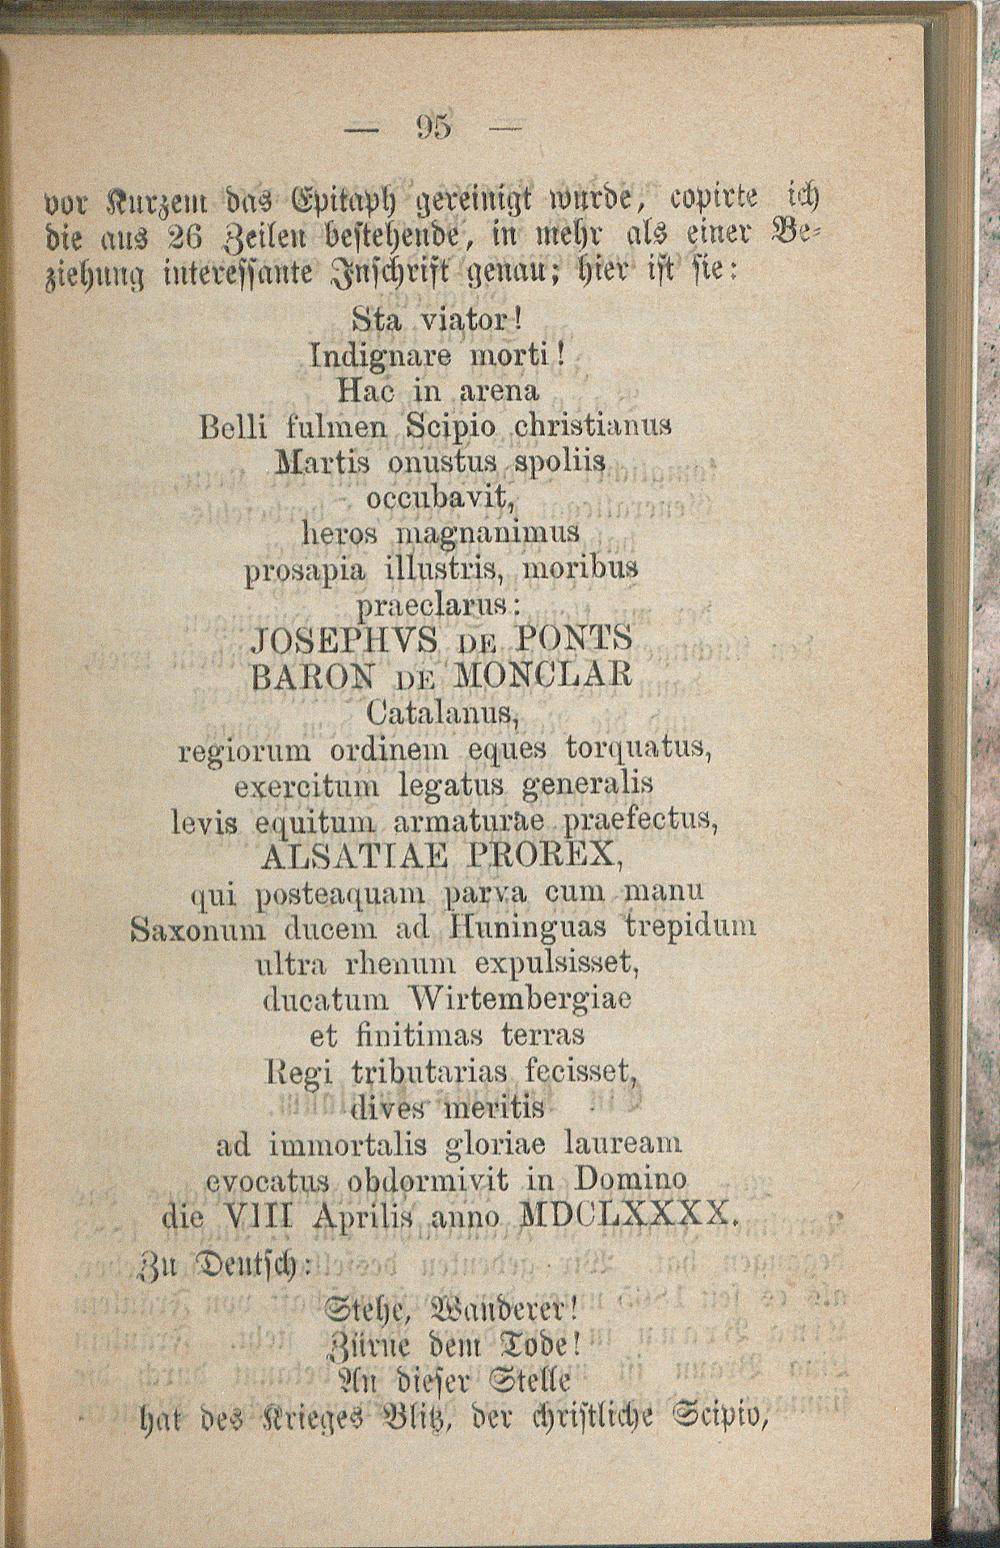 — 95 —
vor Kurzem das Epitaph gereinigt wurde, copirte ich
die aus 26 Zeilen bestehende, in mehr als einer Be-
ziehung interessante Inschrift genau; hier ist sie:
Sta viator!
Indignare morti!
Hac in arena
Belli fulmen Scipio christianus
Martis onustus spoliis
occubavit,
heros magnanimus
prosapia illustris, moribus
praeclarus:
JOSEPHVS DE PONTS
BARON DE MONCLAR
Catalanus,
regiorum ordinem eques torquatus,
exercitum legatus generalis
levis equitum armaturae praefectus,
ALSATIAE PROREX,
qui posteaquam parva cum manu
Saxonum ducem ad Huninguas trepidum
ultra rhenum expulsisset,
ducatum Wirtembergiae
et finitimas terras
Regi tributarias fecisset,
dives meritis
ad immortalis gloriae lauream
evocatus obdormivit in Domino
die VIII Aprilis anno MDCLXXXX.
Zu Deutsch:
Stehe, Wanderer!
Zürne dem Tode!
An dieser Stelle
hat des Krieges Blitz, der christliche Scipio,